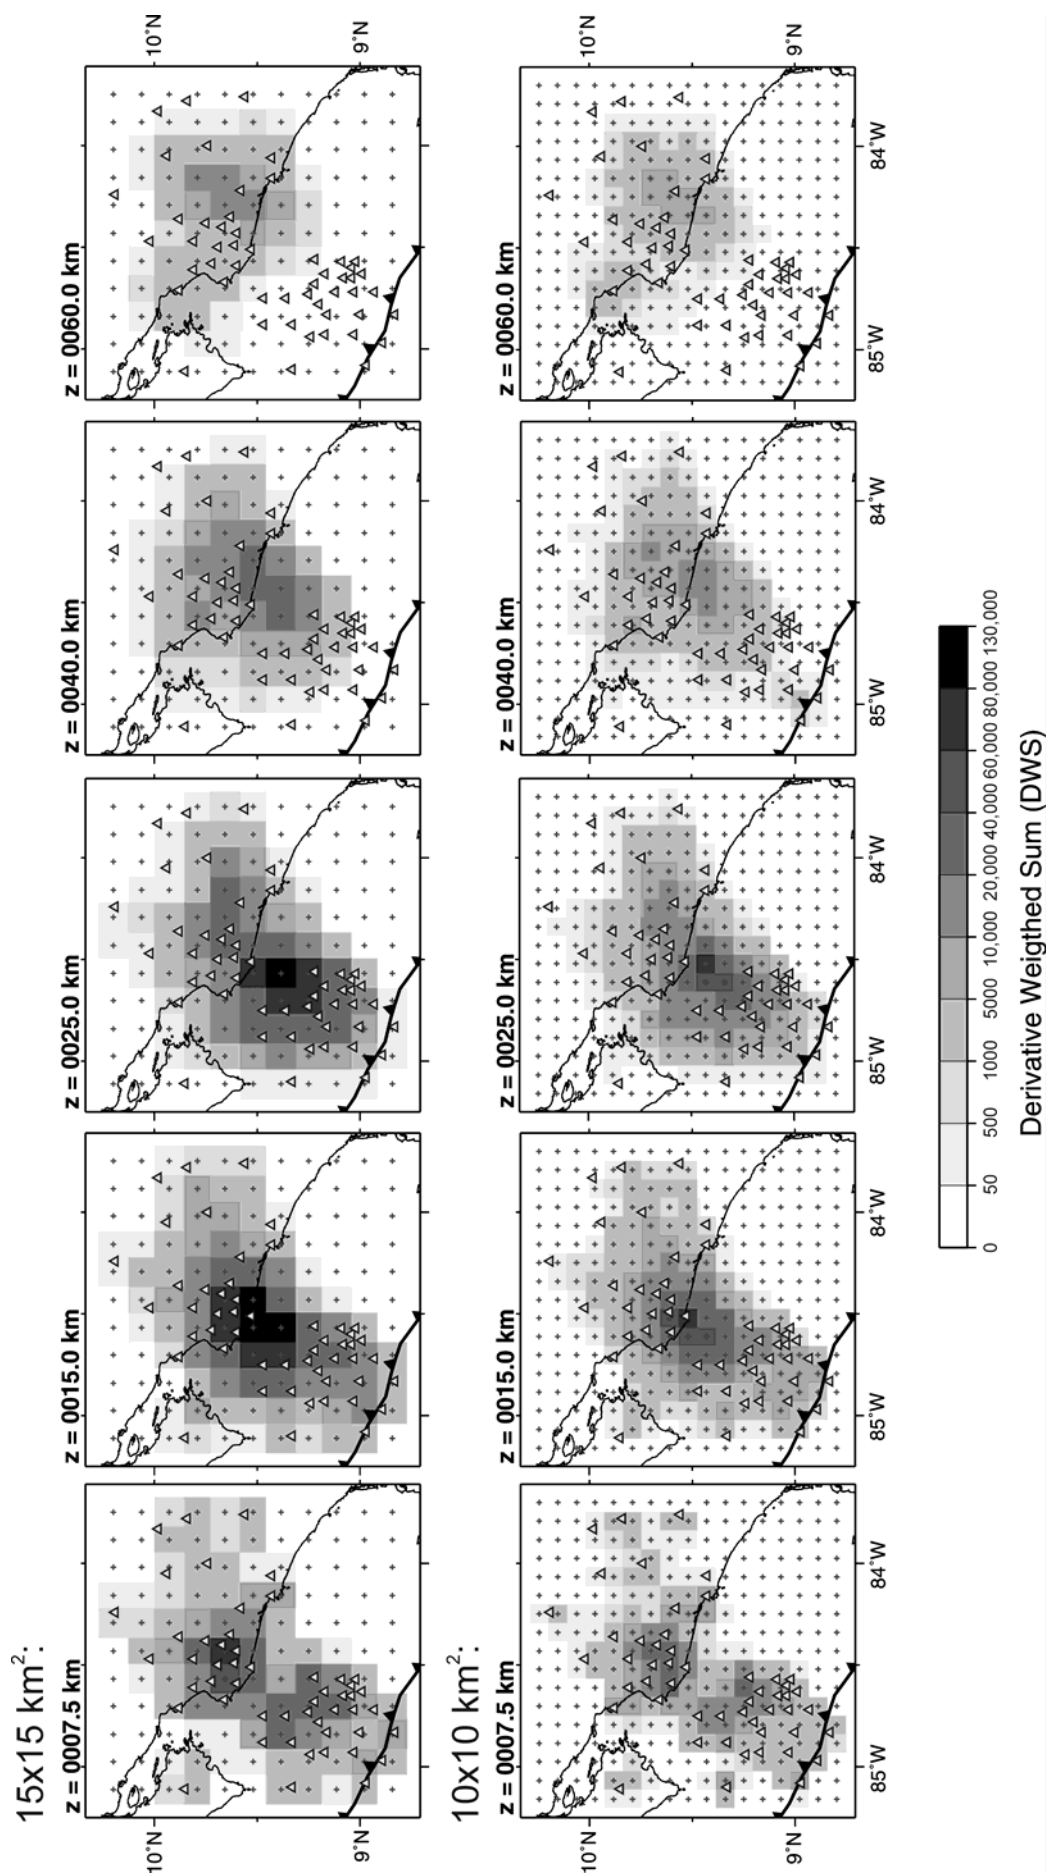 15x15 km²:
z = 0007.5 km
z = 0015.0 km
z = 0025.0 km
z = 0040.0 km
z = 0060.0 km
10˚N
9˚N
10˚N
9˚N
10x10 km²:
z = 0007.5 km
z = 0015.0 km
z = 0025.0 km
z = 0040.0 km
z = 0060.0 km
10˚N
9˚N
10˚N
9˚N
85˚W 84˚W 85˚W 84˚W 85˚W 84˚W 85˚W 84˚W 85˚W 84˚W
0 50 500 1000 5000 10,000 20,000 40,000 60,000 80,000 130,000
Derivative Weigthed Sum (DWS)